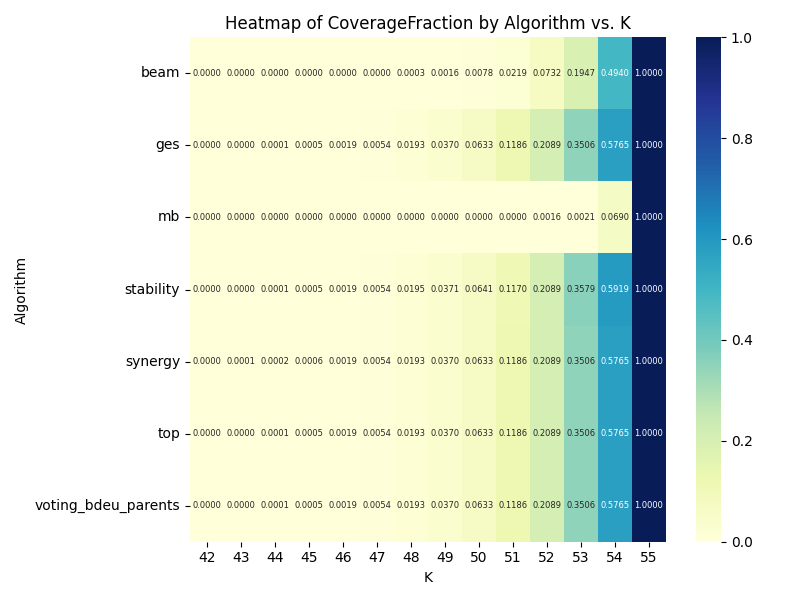 Heatmap of CoverageFraction by Algorithm vs. K
beam 0.0000 0.0000 0.0000 0.0000 0.0000 0.0000 0.0003 0.0016 0.0078 0.0219 0.0732 0.1947 0.4940 1.0000
ges 0.0000 0.0000 0.0001 0.0005 0.0019 0.0054 0.0193 0.0370 0.0633 0.1186 0.2089 0.3506 0.5765 1.0000
mb 0.0000 0.0000 0.0000 0.0000 0.0000 0.0000 0.0000 0.0000 0.0000 0.0000 0.0016 0.0021 0.0690 1.0000
stability 0.0000 0.0000 0.0001 0.0005 0.0019 0.0054 0.0195 0.0371 0.0641 0.1170 0.2089 0.3579 0.5919 1.0000
synergy 0.0000 0.0001 0.0002 0.0006 0.0019 0.0054 0.0193 0.0370 0.0633 0.1186 0.2089 0.3506 0.5765 1.0000
top 0.0000 0.0000 0.0001 0.0005 0.0019 0.0054 0.0193 0.0370 0.0633 0.1186 0.2089 0.3506 0.5765 1.0000
voting_bdeu_parents 0.0000 0.0000 0.0001 0.0005 0.0019 0.0054 0.0193 0.0370 0.0633 0.1186 0.2089 0.3506 0.5765 1.0000
42 43 44 45 46 47 48 49 50 51 52 53 54 55
K
Algorithm
1.0
0.8
0.6
0.4
0.2
0.0